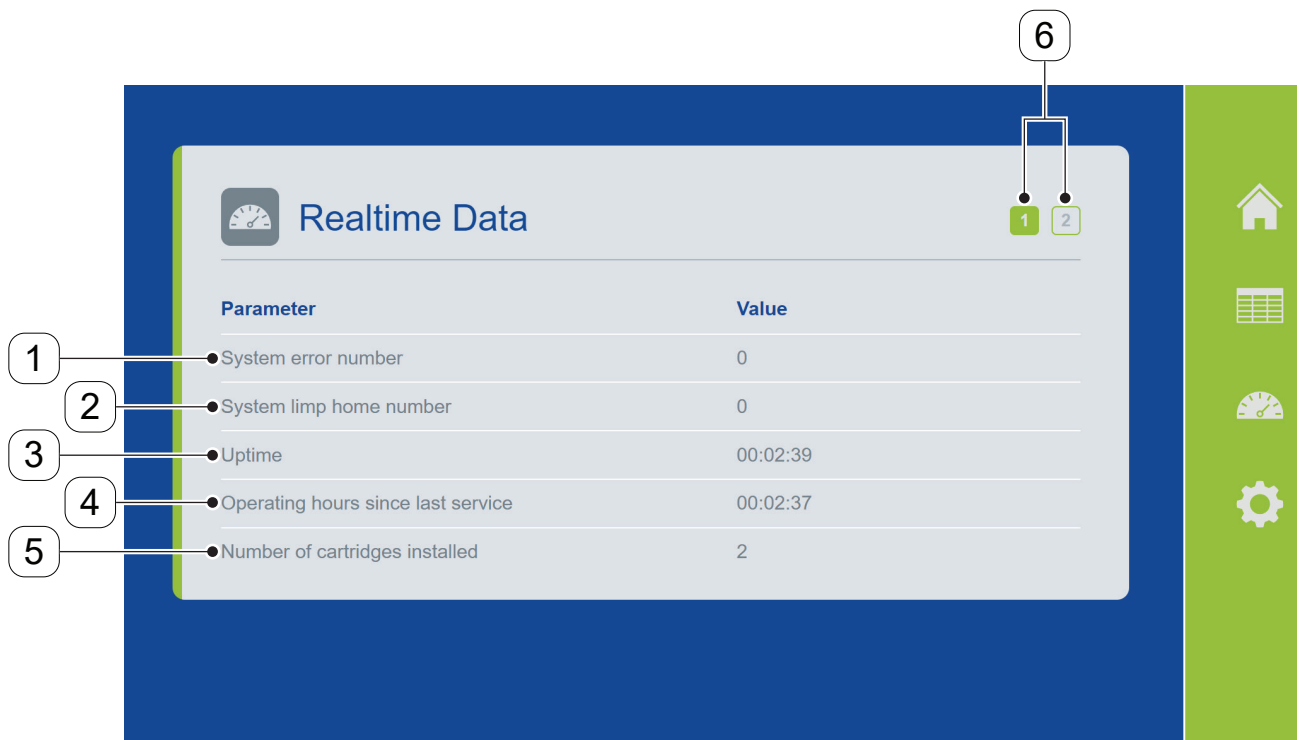 6
Realtime Data
1 2
Parameter Value
1 System error number 0
2 System limp home number 0
3 Uptime 00:02:39
4 Operating hours since last service 00:02:37
5 Number of cartridges installed 2